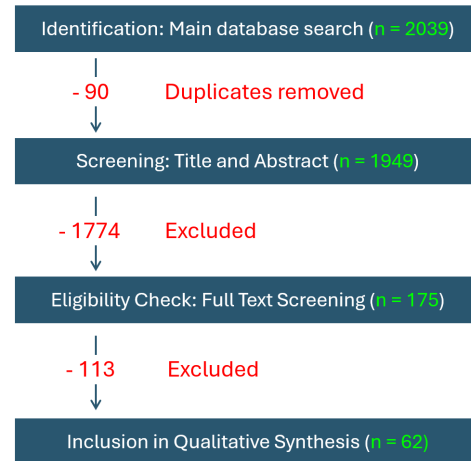 Identification: Main database search (n = 2039)
- 90 Duplicates removed
Screening: Title and Abstract (n = 1949)
- 1774 Excluded
Eligibility Check: Full Text Screening (n = 175)
- 113 Excluded
Inclusion in Qualitative Synthesis (n = 62)